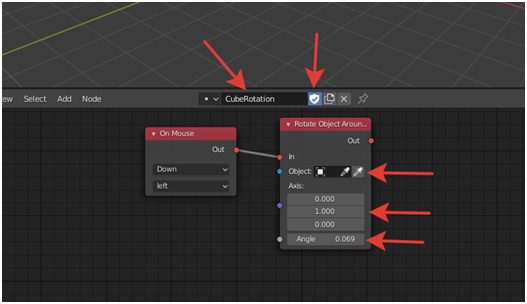 ew Select Add Node
CubeRotation
On Mouse
Out
Down
left
Rotate Object Aroun...
Out
In
Object:
Axis:
0.000
1.000
0.000
Angle 0.069